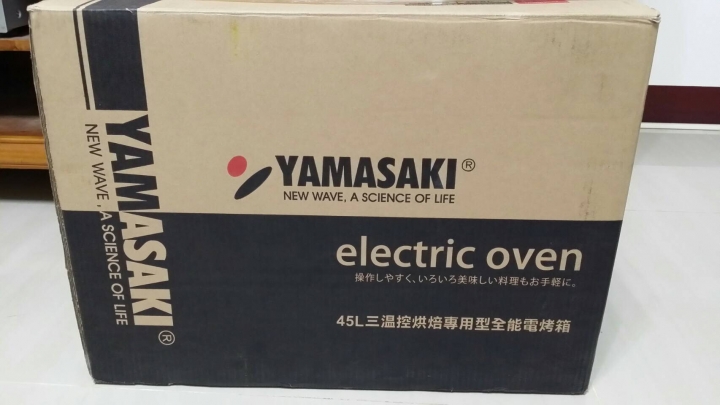 YAMASAKI®
NEW WAVE, A SCIENCE OF LIFE
YAMASAKI®
NEW WAVE, A SCIENCE OF LIFE
electric oven
操作しやすく、いろいろ美味しい料理もお手軽に。
45L三温控烘焙專用型全能電烤箱